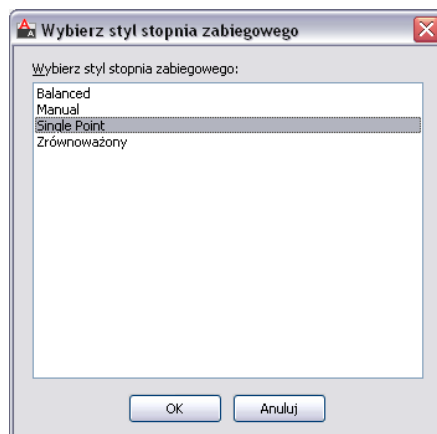 Wybierz styl stopnia zabiegowego
Wybierz styl stopnia zabiegowego:
Balanced
Manual
Single Point
Zrównoważony
OK Anuluj